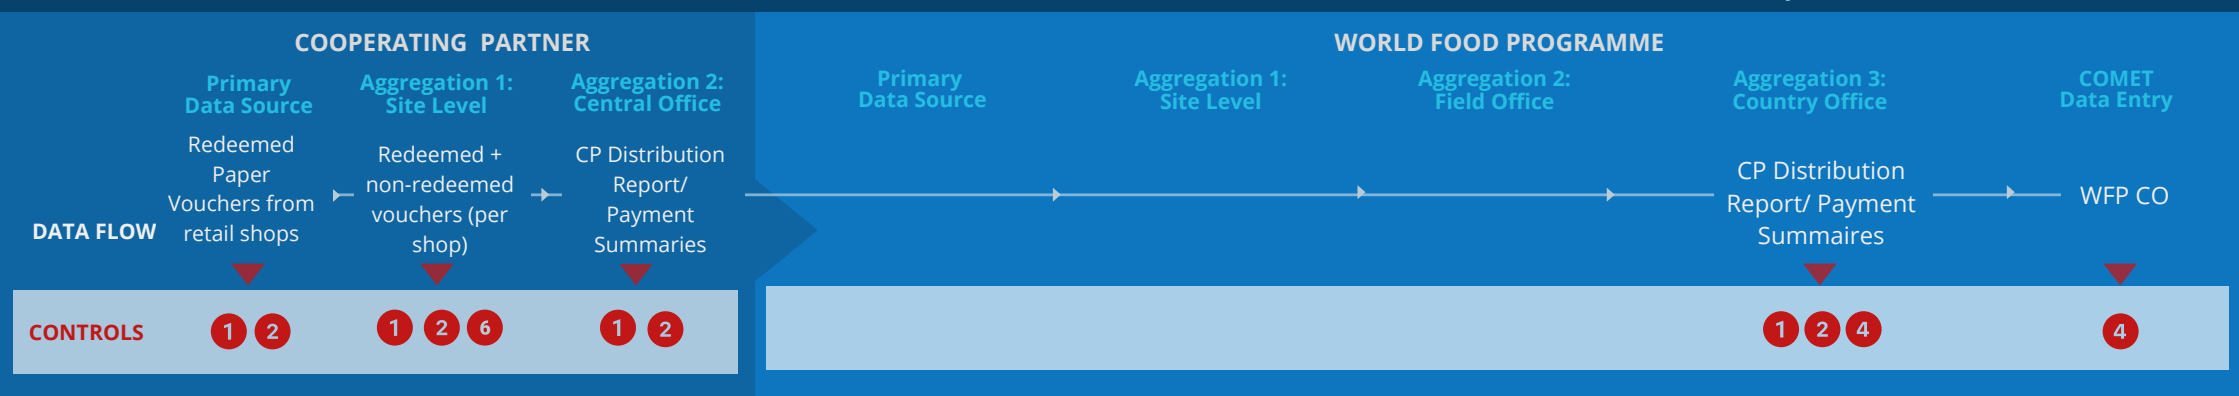 COOPERATING PARTNER
Primary
Data Source
Aggregation 1:
Site Level
Aggregation 2:
Central Office
Redeemed
Paper
Vouchers from
retail shops
Redeemed +
non-redeemed
vouchers (per
shop)
CP Distribution
Report/
Payment
Summaries
DATA FLOW
WORLD FOOD PROGRAMME
Primary
Data Source
Aggregation 1:
Site Level
Aggregation 2:
Field Office
Aggregation 3:
Country Office
COMET
Data Entry
CP Distribution
Report/ Payment
Summaires
WFP CO
CONTROLS
1 2
1 2 6
1 2
1 2 4
4